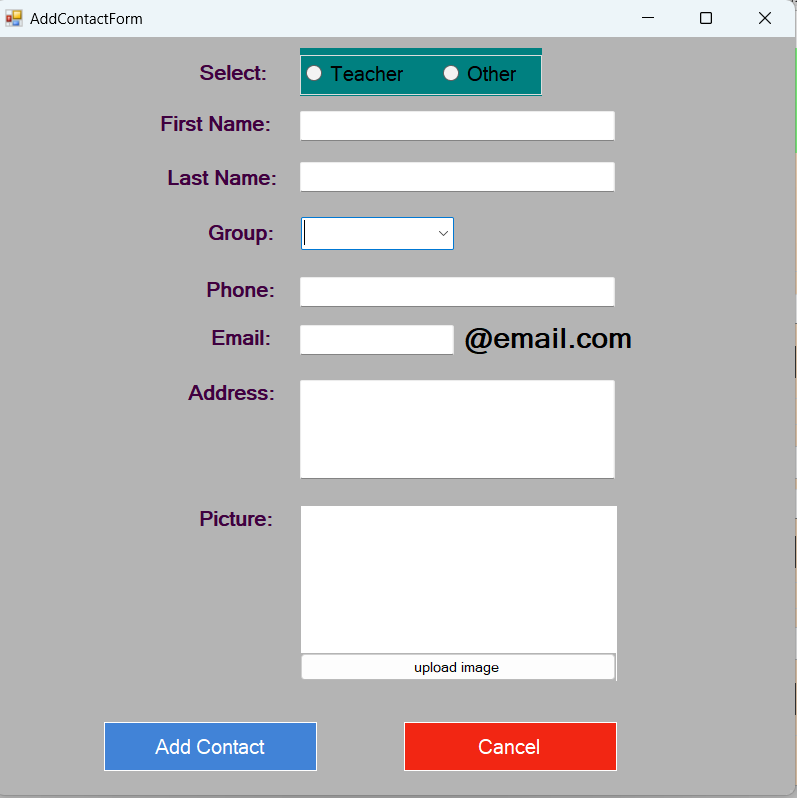 AddContactForm
Select: Teacher Other
First Name:
Last Name:
Group:
Phone:
Email: @email.com
Address:
Picture:
upload image
Add Contact Cancel